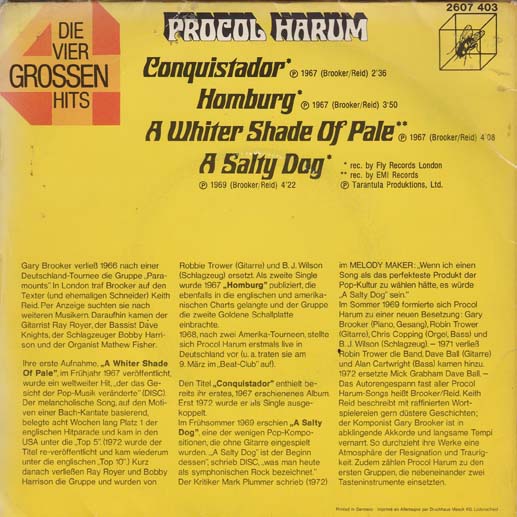 DIE
VIER
GROSSEN
HITS
PROCOL HARUM
2607 403
Conquistador* Ⓟ 1967 (Brooker/Reid) 2'36
Homburg* Ⓟ 1967 (Brooker/Reid) 3'50
A Whiter Shade Of Pale** Ⓟ 1967 (Brooker/Reid) 4'08
A Salty Dog*
Ⓟ 1969 (Brooker/Reid) 4'22
* rec. by Fly Records London
** rec. by EMI Records
Ⓟ Tarantula Produktions, Ltd.
Gary Brooker verließ 1966 nach einer
Deutschland-Tournee die Gruppe „Para-
mounts". In London traf Brooker auf den
Texter (und ehemaligen Schneider) Keith
Reid. Per Anzeige suchten sie nach
weiteren Musikern. Daraufhin kamen der
Gitarrist Ray Royer, der Bassist Dave
Knights, der Schlagzeuger Bobby Harri-
son und der Organist Mathew Fisher.
Ihre erste Aufnahme, „A Whiter Shade
Of Pale", im Frühjahr 1967 veröffentlicht,
wurde ein weltweiter Hit, „der das Ge-
sicht der Pop-Musik veränderte" (DISC).
Der melancholische Song, auf den Moti-
ven einer Bach-Kantate basierend,
belegte acht Wochen lang Platz 1 der
englischen Hitparade und kam in den
USA unter die „Top 5". (1972 wurde der
Titel re-veröffentlicht und kam wiederum
unter die englischen „Top 10".) Kurz
danach verließen Ray Royer und Bobby
Harrison die Gruppe und wurden von
Robbie Trower (Gitarre) und B. J. Wilson
(Schlagzeug) ersetzt. Als zweite Single
wurde 1967 „Homburg" publiziert, die
ebenfalls in die englischen und amerika-
nischen Charts gelangte und der Gruppe
die zweite Goldene Schallplatte
einbrachte.
1968, nach zwei Amerika-Tourneen, stellte
sich Procol Harum erstmals live in
Deutschland vor (u. a. traten sie am
9. März im „Beat-Club" auf).
Den Titel „Conquistador" enthielt be-
reits ihr erstes, 1967 erschienenes Album.
Erst 1972 wurde er als Single ausge-
koppelt.
Im Frühsommer 1969 erschien „A Salty
Dog", eine der wenigen Pop-Kompo-
sitionen, die ohne Gitarre eingespielt
wurden. „A Salty Dog" ist der Beginn
dessen", schrieb DISC, „was man heute
als symphonischen Rock bezeichnet."
Der Kritiker Mark Plummer schrieb (1972)
im MELODY MAKER: „Wenn ich einen
Song als das perfekteste Produkt der
Pop-Kultur zu wählen hätte, es würde
„A Salty Dog" sein."
Im Sommer 1969 formierte sich Procol
Harum zu einer neuen Besetzung: Gary
Brooker (Piano, Gesang), Robin Trower
(Gitarre), Chris Copping (Orgel, Bass) und
B. J. Wilson (Schlagzeug). – 1971 verließ
Robin Trower die Band, Dave Ball (Gitarre)
und Alan Cartwright (Bass) kamen hinzu.
1972 ersetzte Mick Grabham Dave Ball. –
Das Autorengespann fast aller Procol
Harum-Songs heißt Brooker/Reid. Keith
Reid beschreibt mit raffinierten Wort-
spielereien gern düstere Geschichten;
der Komponist Gary Brooker ist in
abklingende Akkorde und langsame Tempi
vernarrt. So durchzieht ihre Werke eine
Atmosphäre der Resignation und Traurig-
keit. Zudem zählen Procol Harum zu den
ersten Gruppen, die nebeneinander zwei
Tasteninstrumente einsetzten.
Printed in Germany